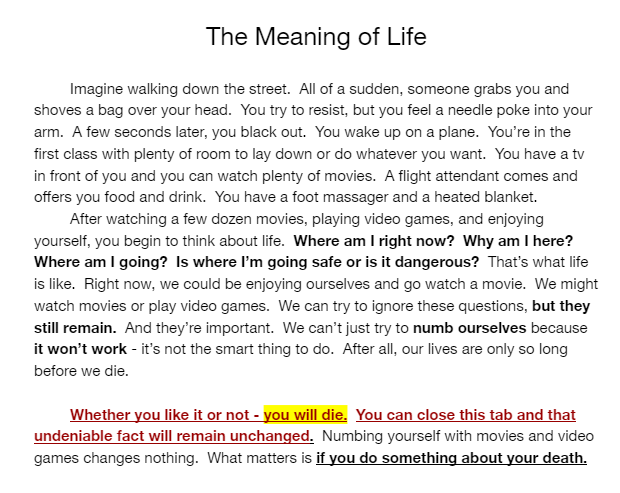 The Meaning of Life
Imagine walking down the street.  All of a sudden, someone grabs you and
shoves a bag over your head.  You try to resist, but you feel a needle poke into your
arm.  A few seconds later, you black out.  You wake up on a plane.  You're in the
first class with plenty of room to lay down or do whatever you want.  You have a tv
in front of you and you can watch plenty of movies.  A flight attendant comes and
offers you food and drink.  You have a foot massager and a heated blanket.
After watching a few dozen movies, playing video games, and enjoying
yourself, you begin to think about life.  Where am I right now?  Why am I here?
Where am I going?  Is where I'm going safe or is it dangerous?  That's what life
is like.  Right now, we could be enjoying ourselves and go watch a movie.  We might
watch movies or play video games.  We can try to ignore these questions, but they
still remain.  And they're important.  We can't just try to numb ourselves because
it won't work - it's not the smart thing to do.  After all, our lives are only so long
before we die.
Whether you like it or not - you will die.  You can close this tab and that
undeniable fact will remain unchanged.  Numbing yourself with movies and video
games changes nothing.  What matters is if you do something about your death.